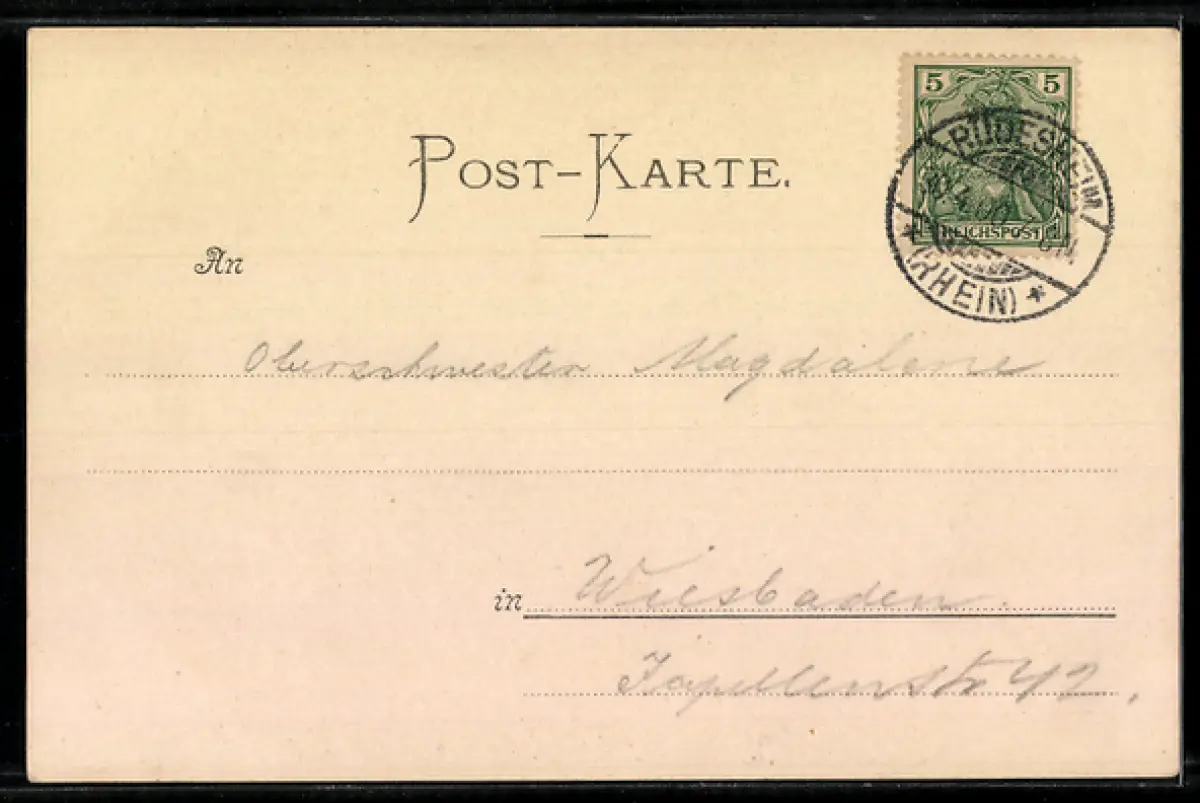 5 5
POST-KARTE.
RÜDESHEIM
REICHSPOST
* (RHEIN) *
An
Oberschwester Magdalene
in Wiesbaden.
Kapellenstr 42.